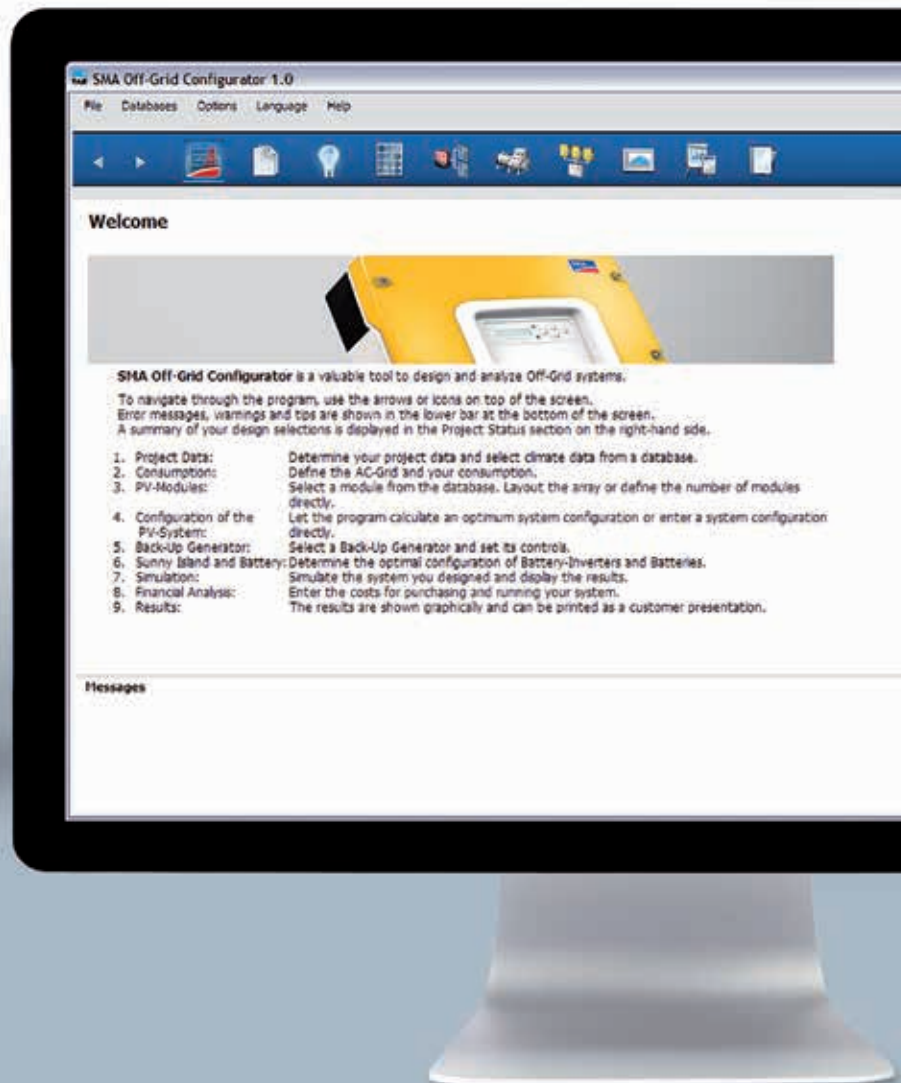 SMA Off-Grid Configurator 1.0
File Databases Options Language Help
Welcome
SMA Off-Grid Configurator is a valuable tool to design and analyze Off-Grid systems.
To navigate through the program, use the arrows or icons on top of the screen.
Error messages, warnings and tips are shown in the lower bar at the bottom of the screen.
A summary of your design selections is displayed in the Project Status section on the right-hand side.
1. Project Data: Determine your project data and select climate data from a database.
2. Consumption: Define the AC-Grid and your consumption.
3. PV-Modules: Select a module from the database. Layout the array or define the number of modules
directly.
4. Configuration of the Let the program calculate an optimum system configuration or enter a system configuration
PV-System: directly.
5. Back-Up Generator: Select a Back-Up Generator and set its controls.
6. Sunny Island and Battery: Determine the optimal configuration of Battery-Inverters and Batteries.
7. Simulation: Simulate the system you designed and display the results.
8. Financial Analysis: Enter the costs for purchasing and running your system.
9. Results: The results are shown graphically and can be printed as a customer presentation.
Messages